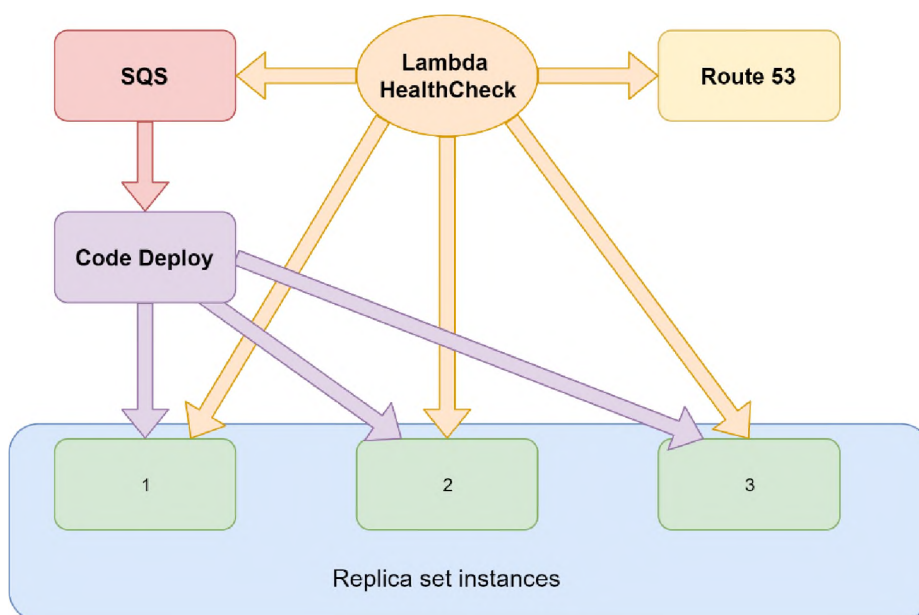 SQS
Lambda
HealthCheck
Route 53
Code Deploy
1
2
3
Replica set instances